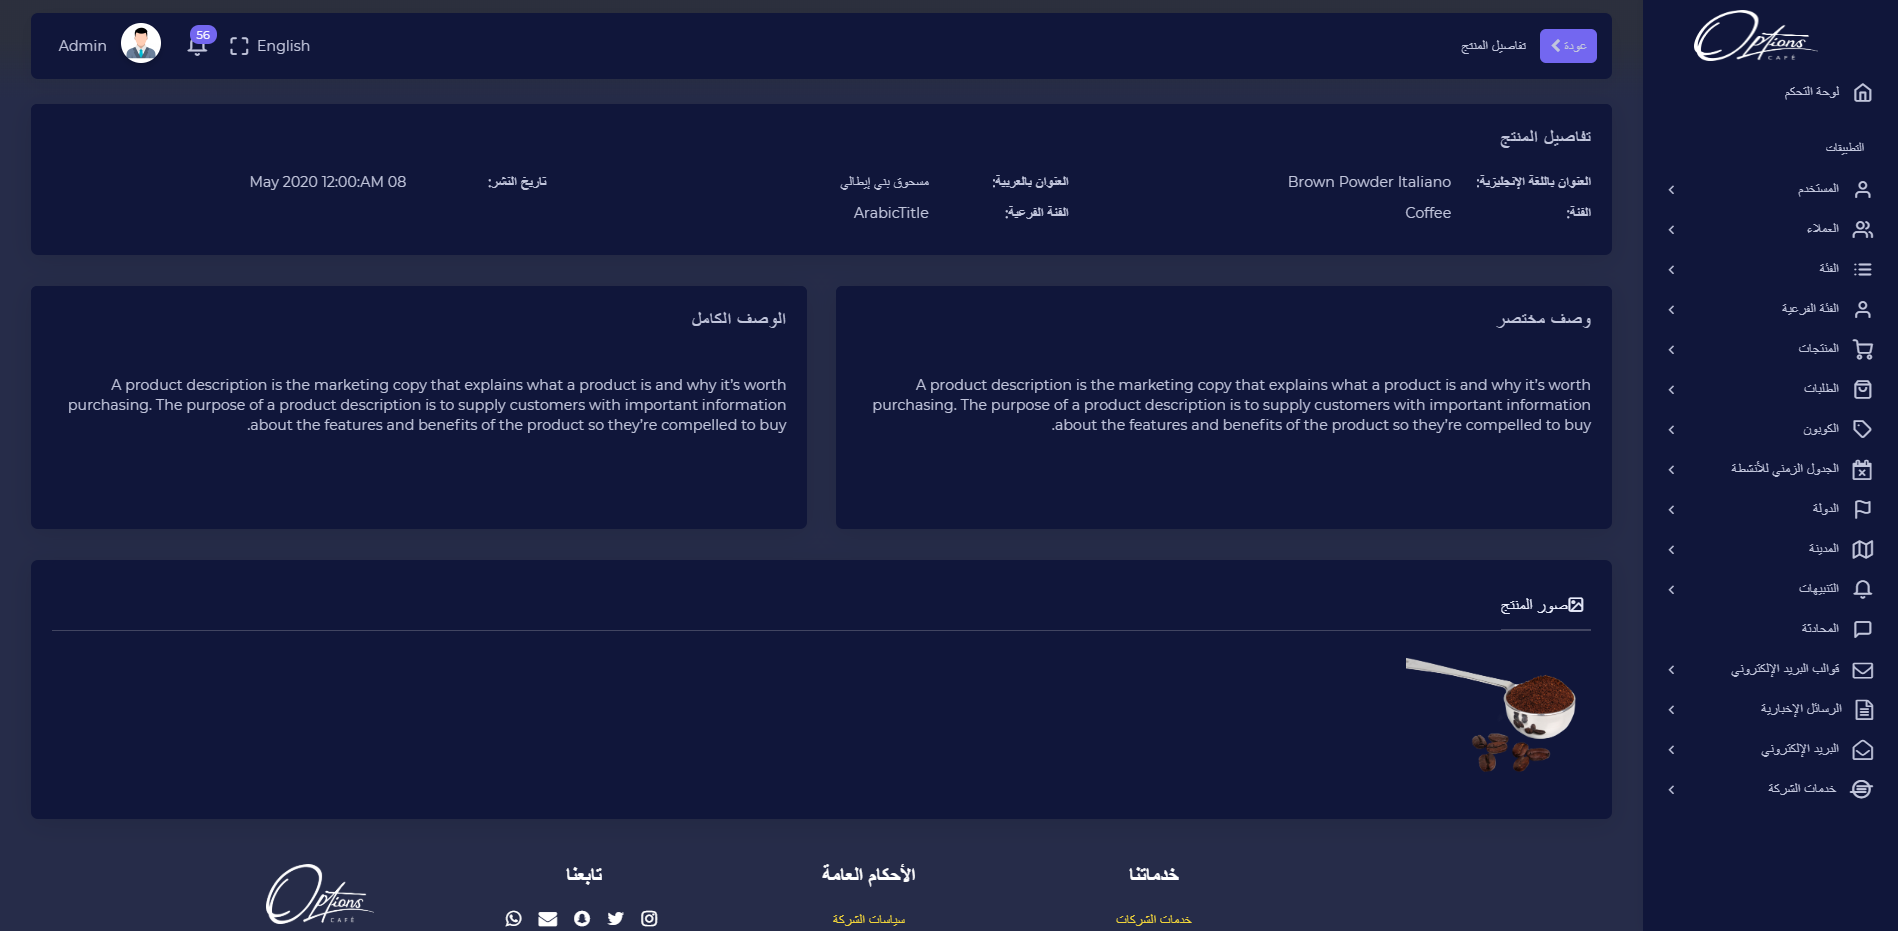 Options
CAFE
لوحة التحكم
التطبيقات
المستخدم
العملاء
الفئة
الفئة الفرعية
المنتجات
الطلبات
الكوبون
الجدول الزمني للأنشطة
الدولة
المدينة
التنبيهات
المحادثة
قوالب البريد الإلكتروني
الرسائل الإخبارية
البريد الإلكتروني
خدمات الشركة
عودة
تفاصيل المنتج
English
56
Admin
تفاصيل المنتج
العنوان باللغة الإنجليزية: Brown Powder Italiano
العنوان بالعربية: مسحوق بني إيطالي
تاريخ النشر: May 2020 12:00:AM 08
الفئة: Coffee
الفئة الفرعية: ArabicTitle
وصف مختصر
A product description is the marketing copy that explains what a product is and why it's worth
purchasing. The purpose of a product description is to supply customers with important information
.about the features and benefits of the product so they're compelled to buy
الوصف الكامل
A product description is the marketing copy that explains what a product is and why it's worth
purchasing. The purpose of a product description is to supply customers with important information
.about the features and benefits of the product so they're compelled to buy
صور المنتج
خدماتنا
خدمات الشركات
الأحكام العامة
سياسات الشركة
تابعنا
Options
CAFE